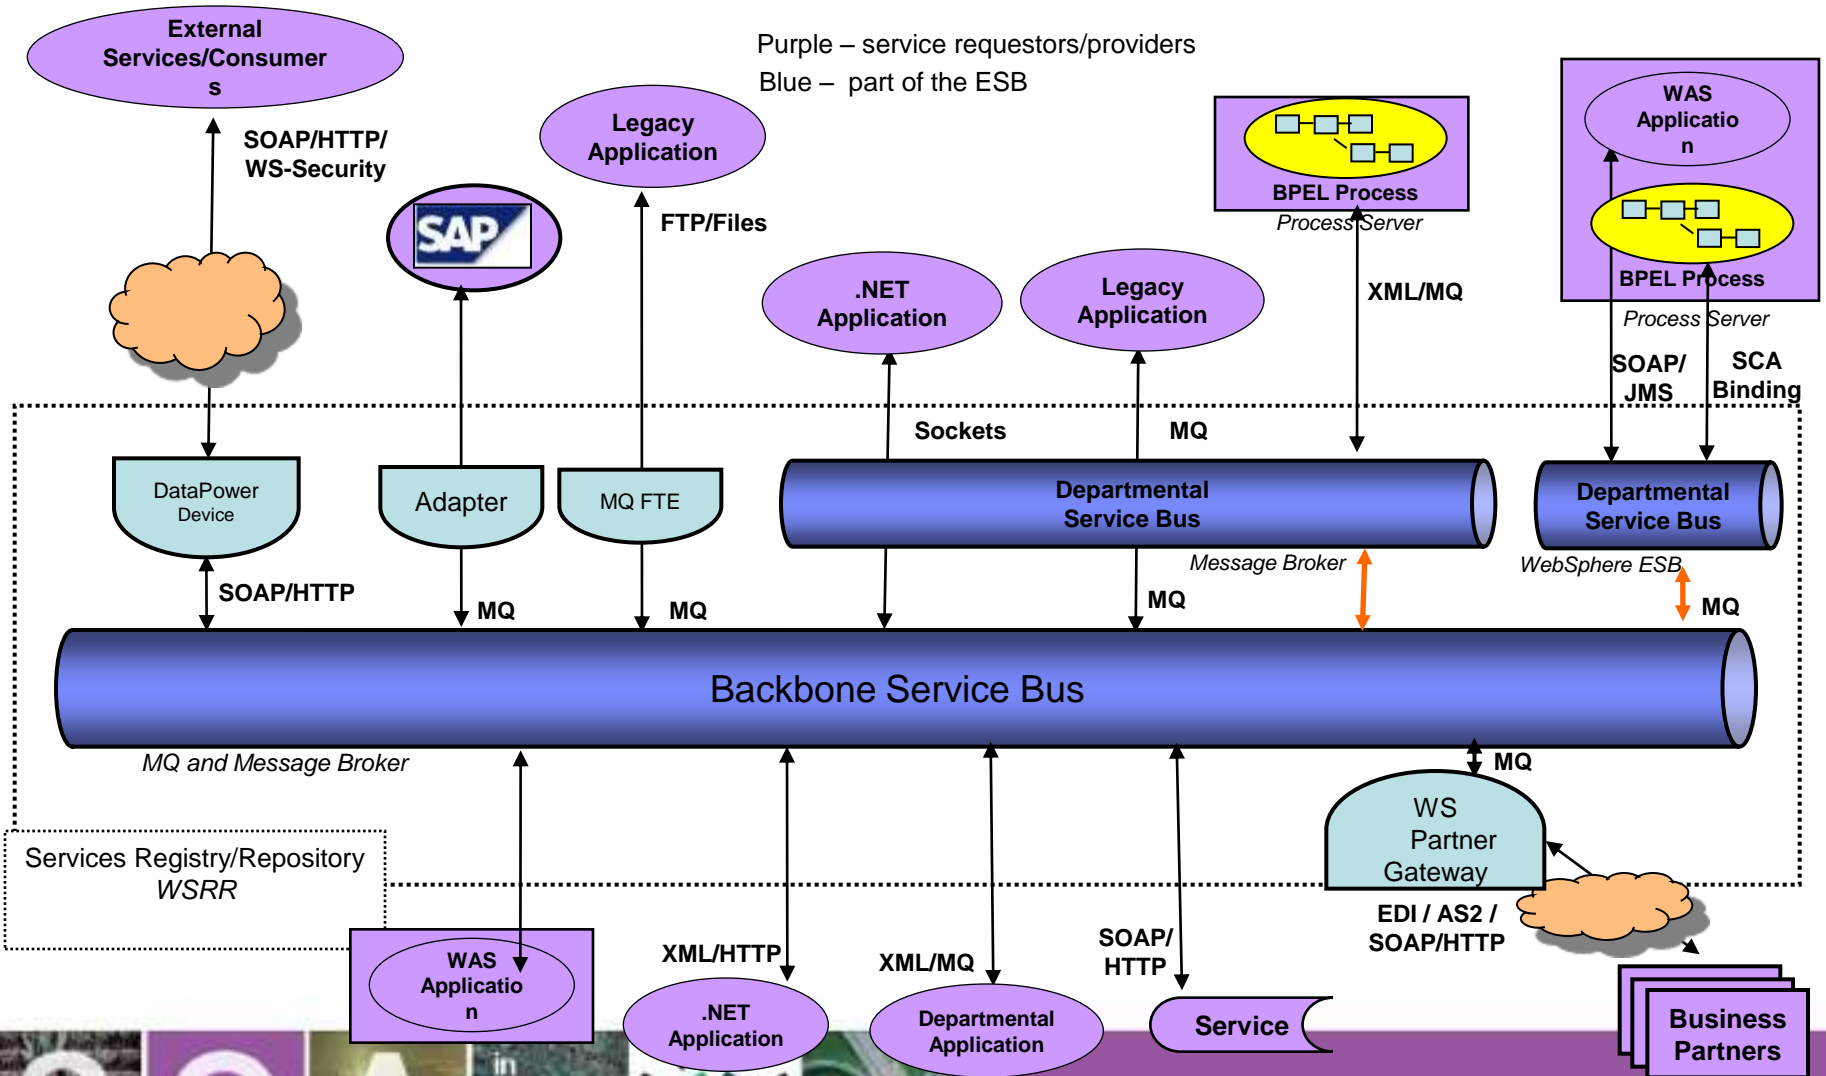 External
Services/Consumer
s
Purple – service requestors/providers
Blue –  part of the ESB
SOAP/HTTP/
WS-Security
Legacy
Application
SAP
FTP/Files
BPEL Process
Process Server
WAS
Applicatio
n
BPEL Process
Process Server
.NET
Application
Legacy
Application
XML/MQ
SOAP/
JMS
SCA
Binding
Sockets
MQ
DataPower
Device
Adapter
MQ FTE
Departmental
Service Bus
Departmental
Service Bus
Message Broker
WebSphere ESB
SOAP/HTTP
MQ
MQ
MQ
MQ
Backbone Service Bus
MQ and Message Broker
MQ
WS
Partner
Gateway
Services Registry/Repository
WSRR
EDI / AS2 /
SOAP/HTTP
WAS
Applicatio
n
XML/HTTP
XML/MQ
SOAP/
HTTP
.NET
Application
Departmental
Application
Service
Business
Partners
in